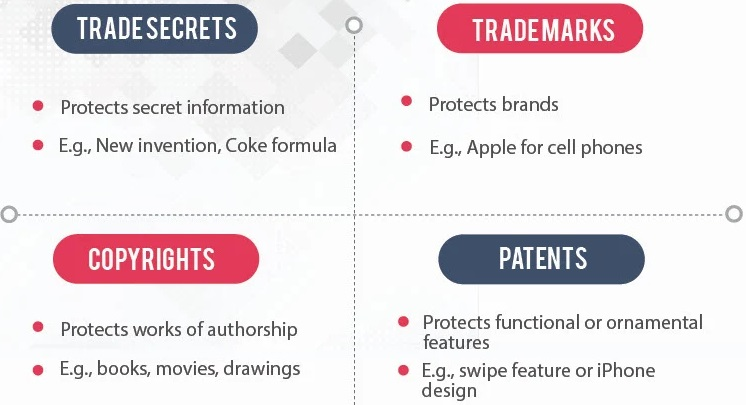 TRADE SECRETS
Protects secret information
E.g., New invention, Coke formula
TRADEMARKS
Protects brands
E.g., Apple for cell phones
COPYRIGHTS
Protects works of authorship
E.g., books, movies, drawings
PATENTS
Protects functional or ornamental
features
E.g., swipe feature or iPhone
design